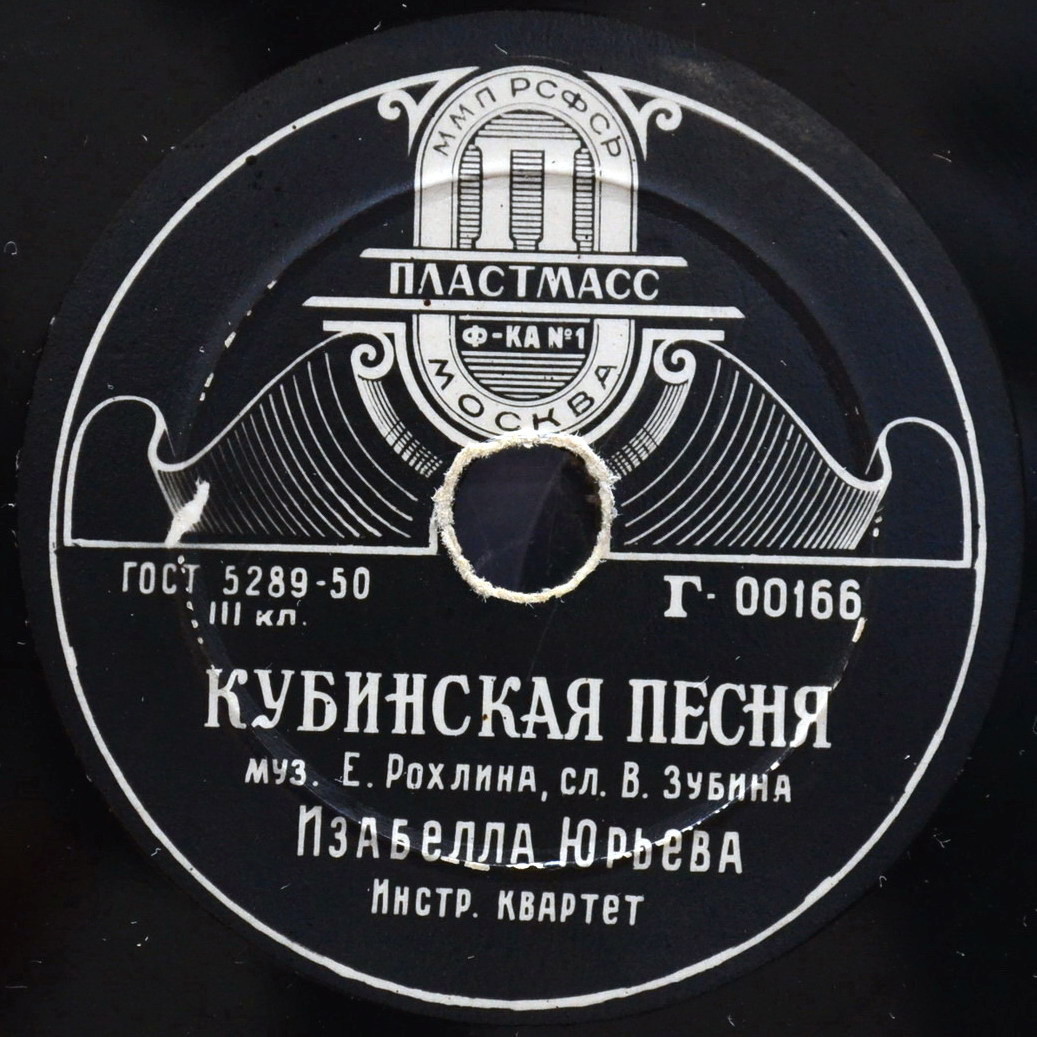 ММП РСФСР
ПЛАСТМАСС
Ф-КА №1
МОСКВА
ГОСТ 5289-50
III кл.
Г- 00166
КУБИНСКАЯ ПЕСНЯ
муз. Е. Рохлина, сл. В. Зубина
Изабелла Юрьева
Инстр. квартет